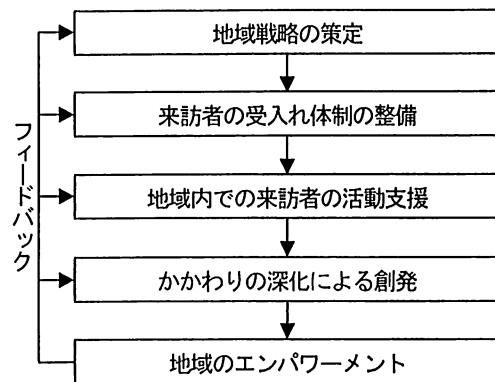 地域戦略の策定
来訪者の受入れ体制の整備
地域内での来訪者の活動支援
かかわりの深化による創発
地域のエンパワーメント
フィードバック